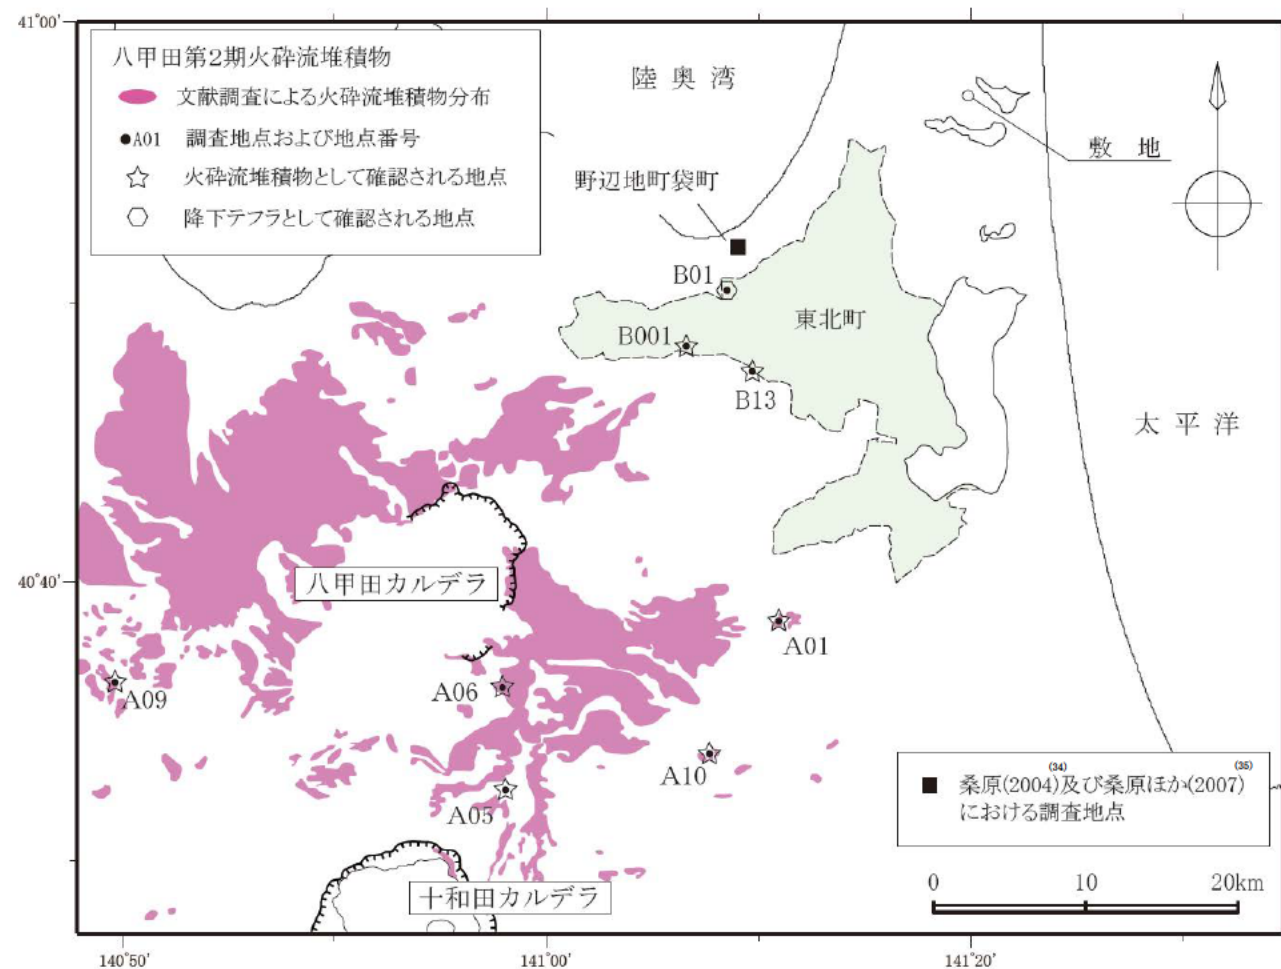 41°00′
八甲田第2期火砕流堆積物
文献調査による火砕流堆積物分布
A01 調査地点および地点番号
火砕流堆積物として確認される地点
降下テフラとして確認される地点
陸奥湾
敷地
野辺地町袋町
B01
東北町
B001
B13
太平洋
40°40′
八甲田カルデラ
A01
A06
A09
A10
A05
(34) (35)
桑原(2004)及び桑原ほか(2007)
における調査地点
十和田カルデラ
0 10 20km
140°50′ 141°00′ 141°20′